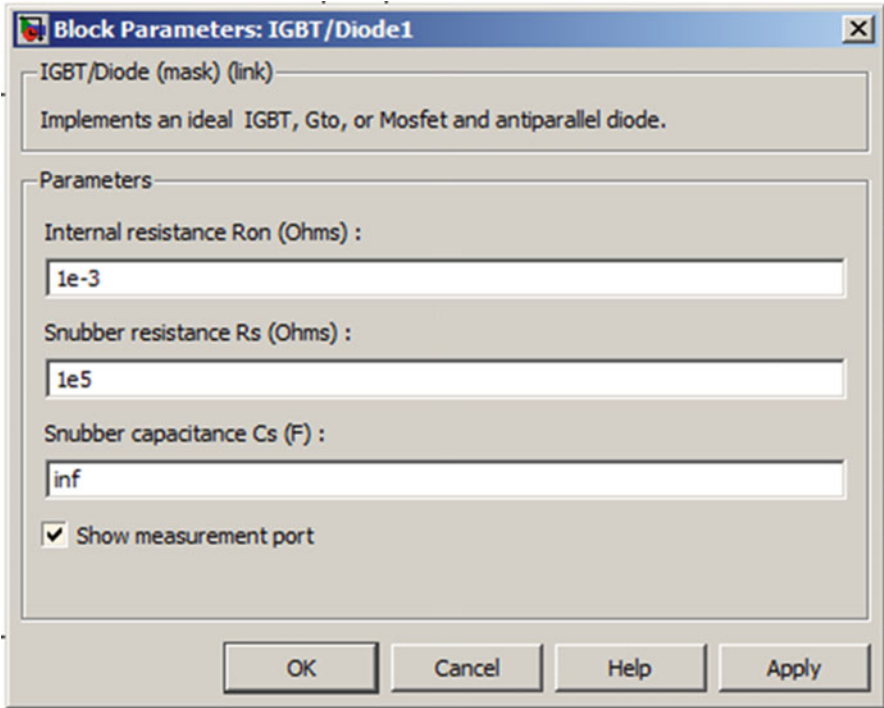 Block Parameters: IGBT/Diode1
IGBT/Diode (mask) (link)
Implements an ideal IGBT, Gto, or Mosfet and antiparallel diode.
Parameters
Internal resistance Ron (Ohms) :
1e-3
Snubber resistance Rs (Ohms) :
1e5
Snubber capacitance Cs (F) :
inf
Show measurement port
OK Cancel Help Apply